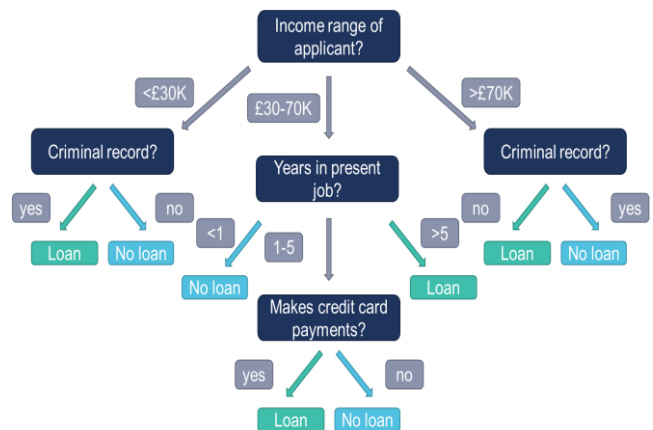 Income range of
applicant?
<£30K
£30-70K
>£70K
Criminal record?
Years in present
job?
Criminal record?
yes
no
<1
1-5
>5
no
yes
Loan
No loan
No loan
Loan
Loan
No loan
Makes credit card
payments?
yes
no
Loan
No loan